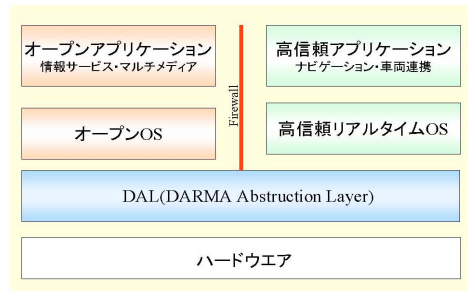 オープンアプリケーション
情報サービス・マルチメディア
オープンOS
Firewall
高信頼アプリケーション
ナビゲーション・車両連携
高信頼リアルタイムOS
DAL(DARMA Abstruction Layer)
ハードウエア